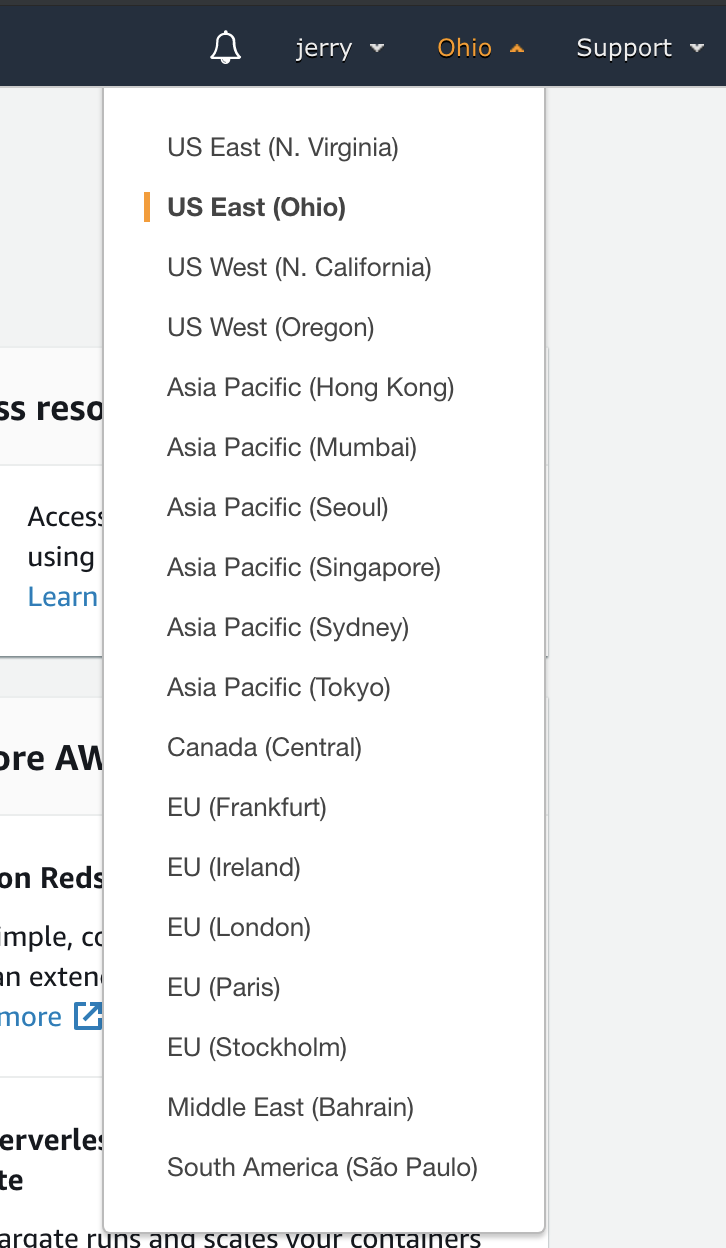 jerry Ohio Support
US East (N. Virginia)
US East (Ohio)
US West (N. California)
US West (Oregon)
Asia Pacific (Hong Kong)
Asia Pacific (Mumbai)
Asia Pacific (Seoul)
Asia Pacific (Singapore)
Asia Pacific (Sydney)
Asia Pacific (Tokyo)
Canada (Central)
EU (Frankfurt)
EU (Ireland)
EU (London)
EU (Paris)
EU (Stockholm)
Middle East (Bahrain)
South America (São Paulo)
ss reso
Access
using
Learn
ore AW
on Reds
imple, co
an exten
more
erverles
te
argate runs and scales your containers